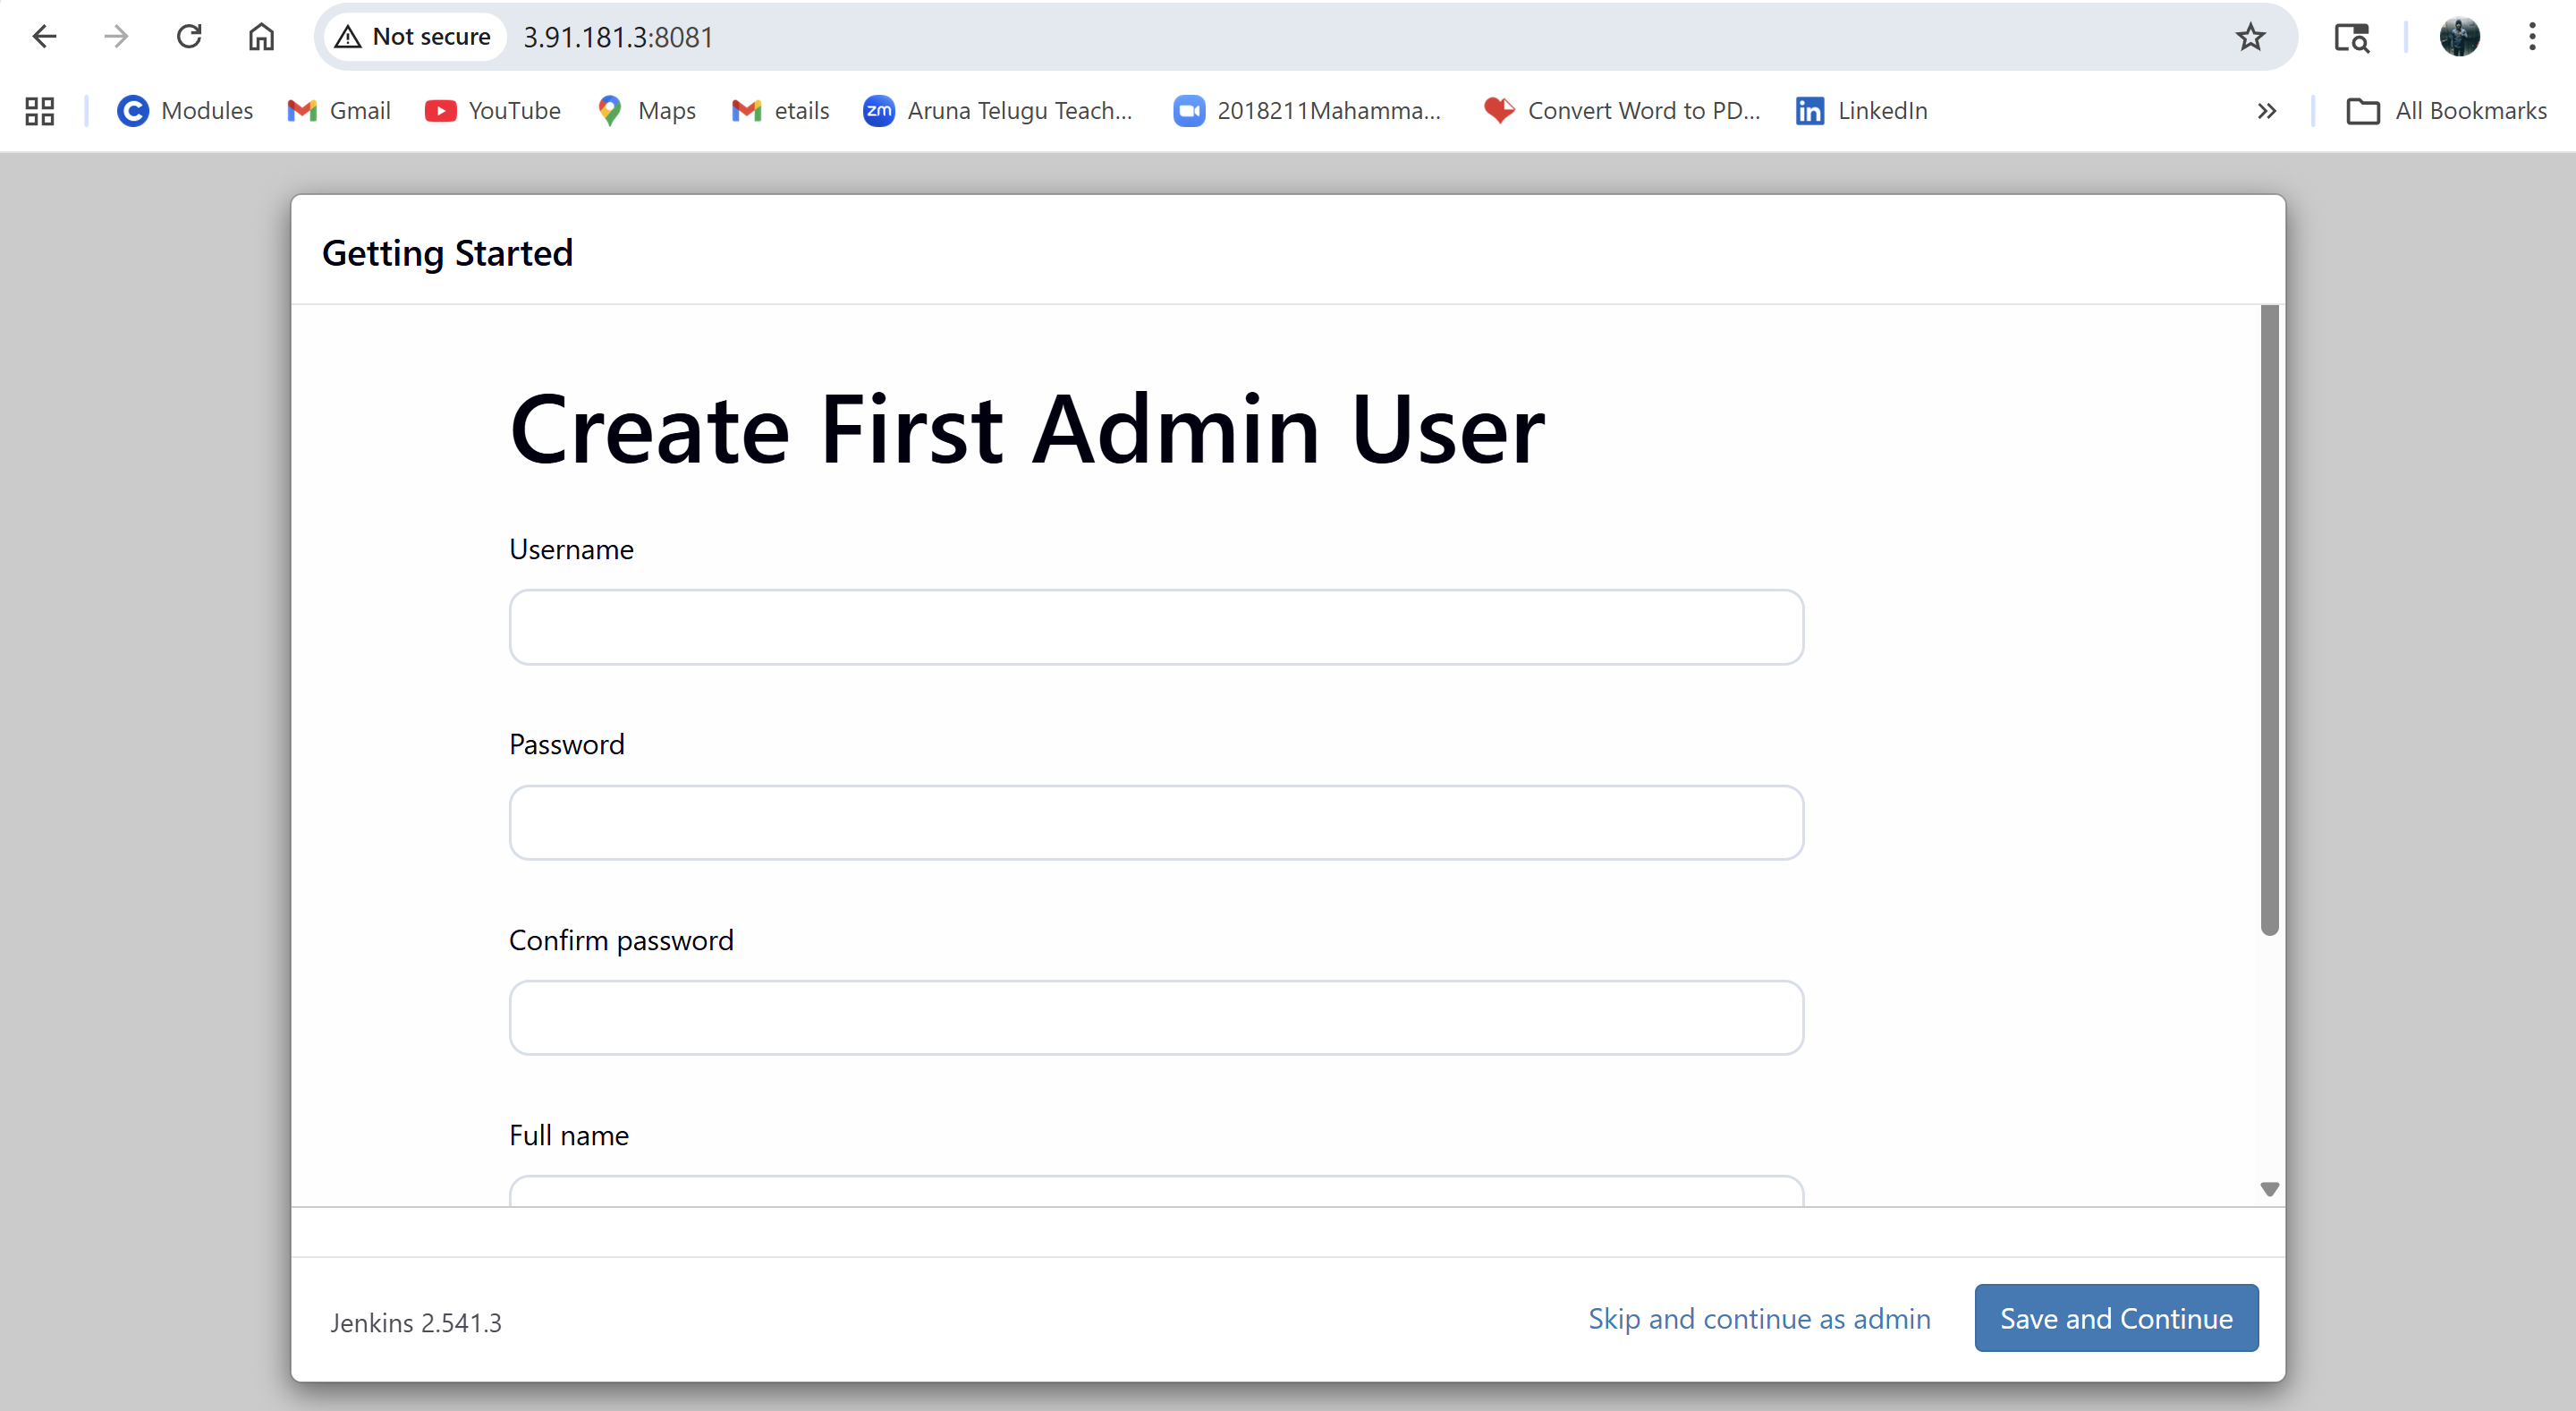 Not secure 3.91.181.3:8081
Modules Gmail YouTube Maps etails zm Aruna Telugu Teach... 2018211Mahamma... Convert Word to PD... in LinkedIn All Bookmarks
Getting Started
Create First Admin User
Username
Password
Confirm password
Full name
Jenkins 2.541.3 Skip and continue as admin Save and Continue